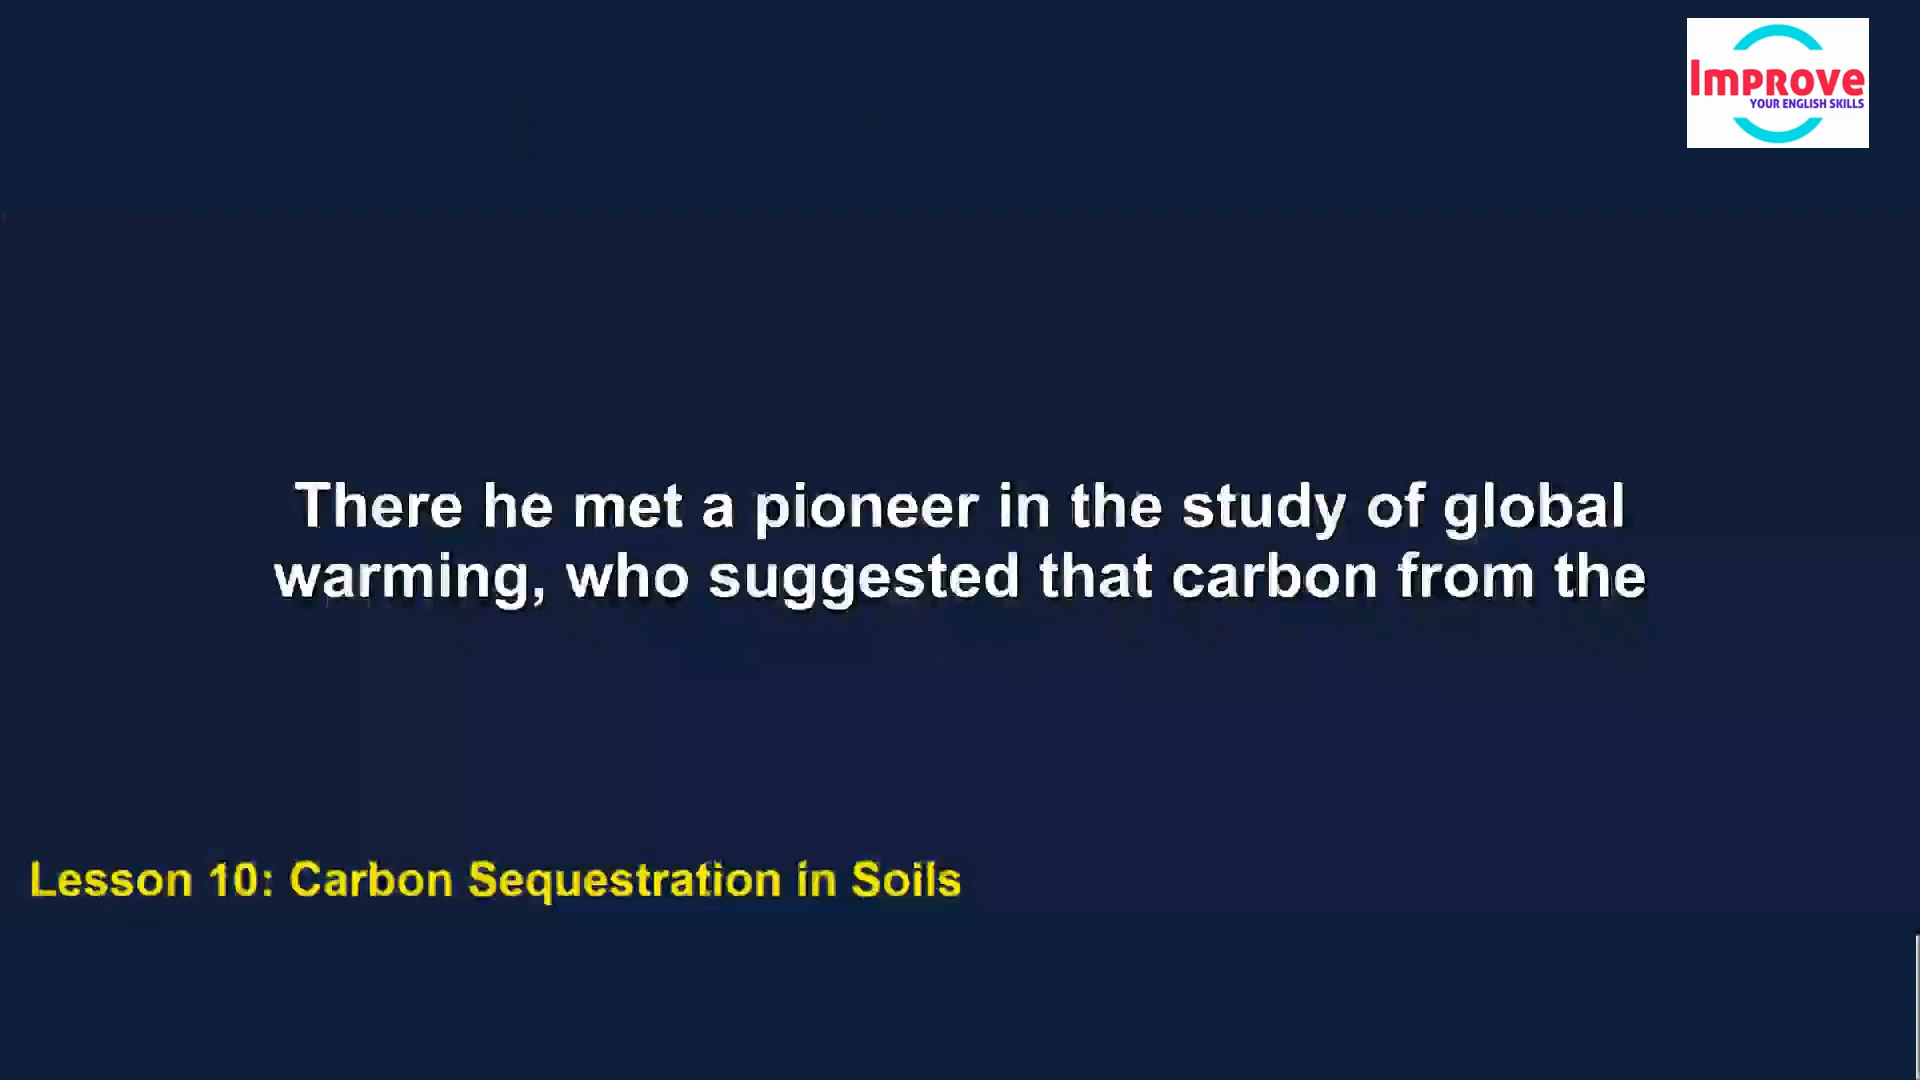 Improve
YOUR ENGLISH SKILLS
There he met a pioneer in the study of global
warming, who suggested that carbon from the
Lesson 10: Carbon Sequestration in Soils